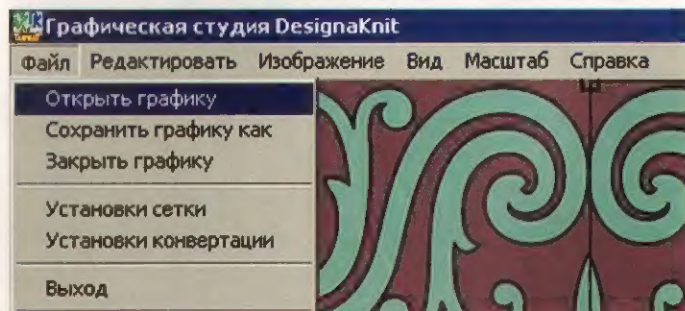 Графическая студия DesignaKnit
Файл Редактировать Изображение Вид Масштаб Справка
Открыть графику
Сохранить графику как
Закрыть графику
Установки сетки
Установки конвертации
Выход